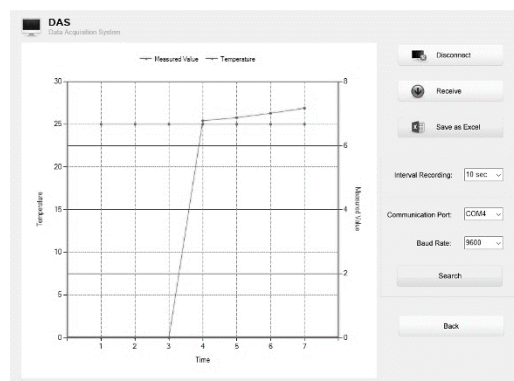 DAS
Data Acquisition System
Measured Value Temperature
30
25
20
15
10
5
0
Temperature
8
6
4
2
0
Measured Value
1 2 3 4 5 6 7
Time
Disconnect
Receive
Save as Excel
Interval Recording: 10 sec
Communication Port: COM4
Baud Rate: 9600
Search
Back